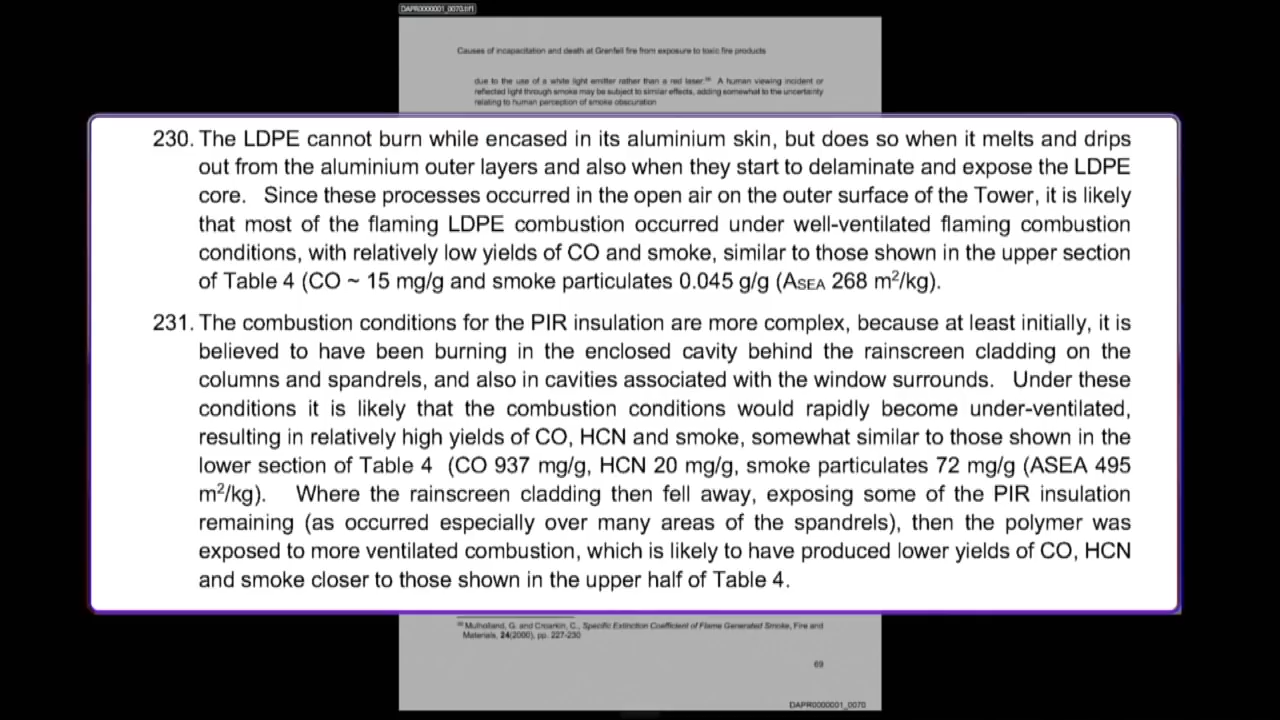 DAPR0000001_0070.tif
Causes of incapacitation and death at Grenfell fire from exposure to toxic fire products
due to the use of a white light emitter rather than a red laser. A human viewing incident or
reflected light through smoke may be subject to similar effects, adding somewhat to the uncertainty
relating to human perception of smoke obscuration
230. The LDPE cannot burn while encased in its aluminium skin, but does so when it melts and drips
out from the aluminium outer layers and also when they start to delaminate and expose the LDPE
core. Since these processes occurred in the open air on the outer surface of the Tower, it is likely
that most of the flaming LDPE combustion occurred under well-ventilated flaming combustion
conditions, with relatively low yields of CO and smoke, similar to those shown in the upper section
of Table 4 (CO ~ 15 mg/g and smoke particulates 0.045 g/g (ASEA 268 m²/kg).
231. The combustion conditions for the PIR insulation are more complex, because at least initially, it is
believed to have been burning in the enclosed cavity behind the rainscreen cladding on the
columns and spandrels, and also in cavities associated with the window surrounds. Under these
conditions it is likely that the combustion conditions would rapidly become under-ventilated,
resulting in relatively high yields of CO, HCN and smoke, somewhat similar to those shown in the
lower section of Table 4 (CO 937 mg/g, HCN 20 mg/g, smoke particulates 72 mg/g (ASEA 495
m²/kg). Where the rainscreen cladding then fell away, exposing some of the PIR insulation
remaining (as occurred especially over many areas of the spandrels), then the polymer was
exposed to more ventilated combustion, which is likely to have produced lower yields of CO, HCN
and smoke closer to those shown in the upper half of Table 4.
Mulholland, G. and Croarkin, C., Specific Extinction Coefficient of Flame Generated Smoke, Fire and
Materials, 24(2000), pp. 227-230
69
DAPR0000001_0070